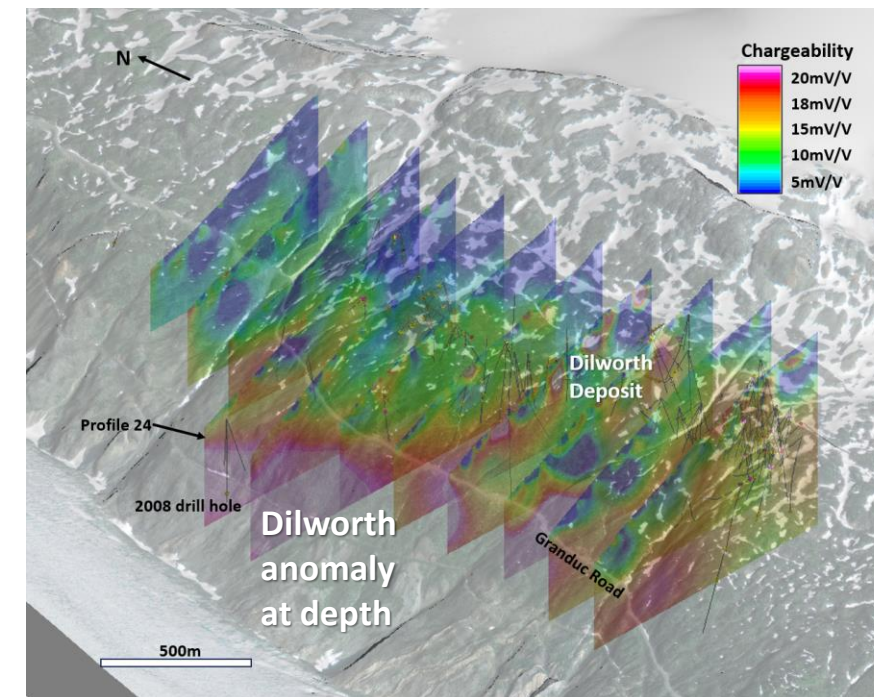 N
Chargeability
20mV/V
18mV/V
15mV/V
10mV/V
5mV/V
Dilworth
Deposit
Profile 24
2008 drill hole
Dilworth
anomaly
at depth
Granduc Road
500m